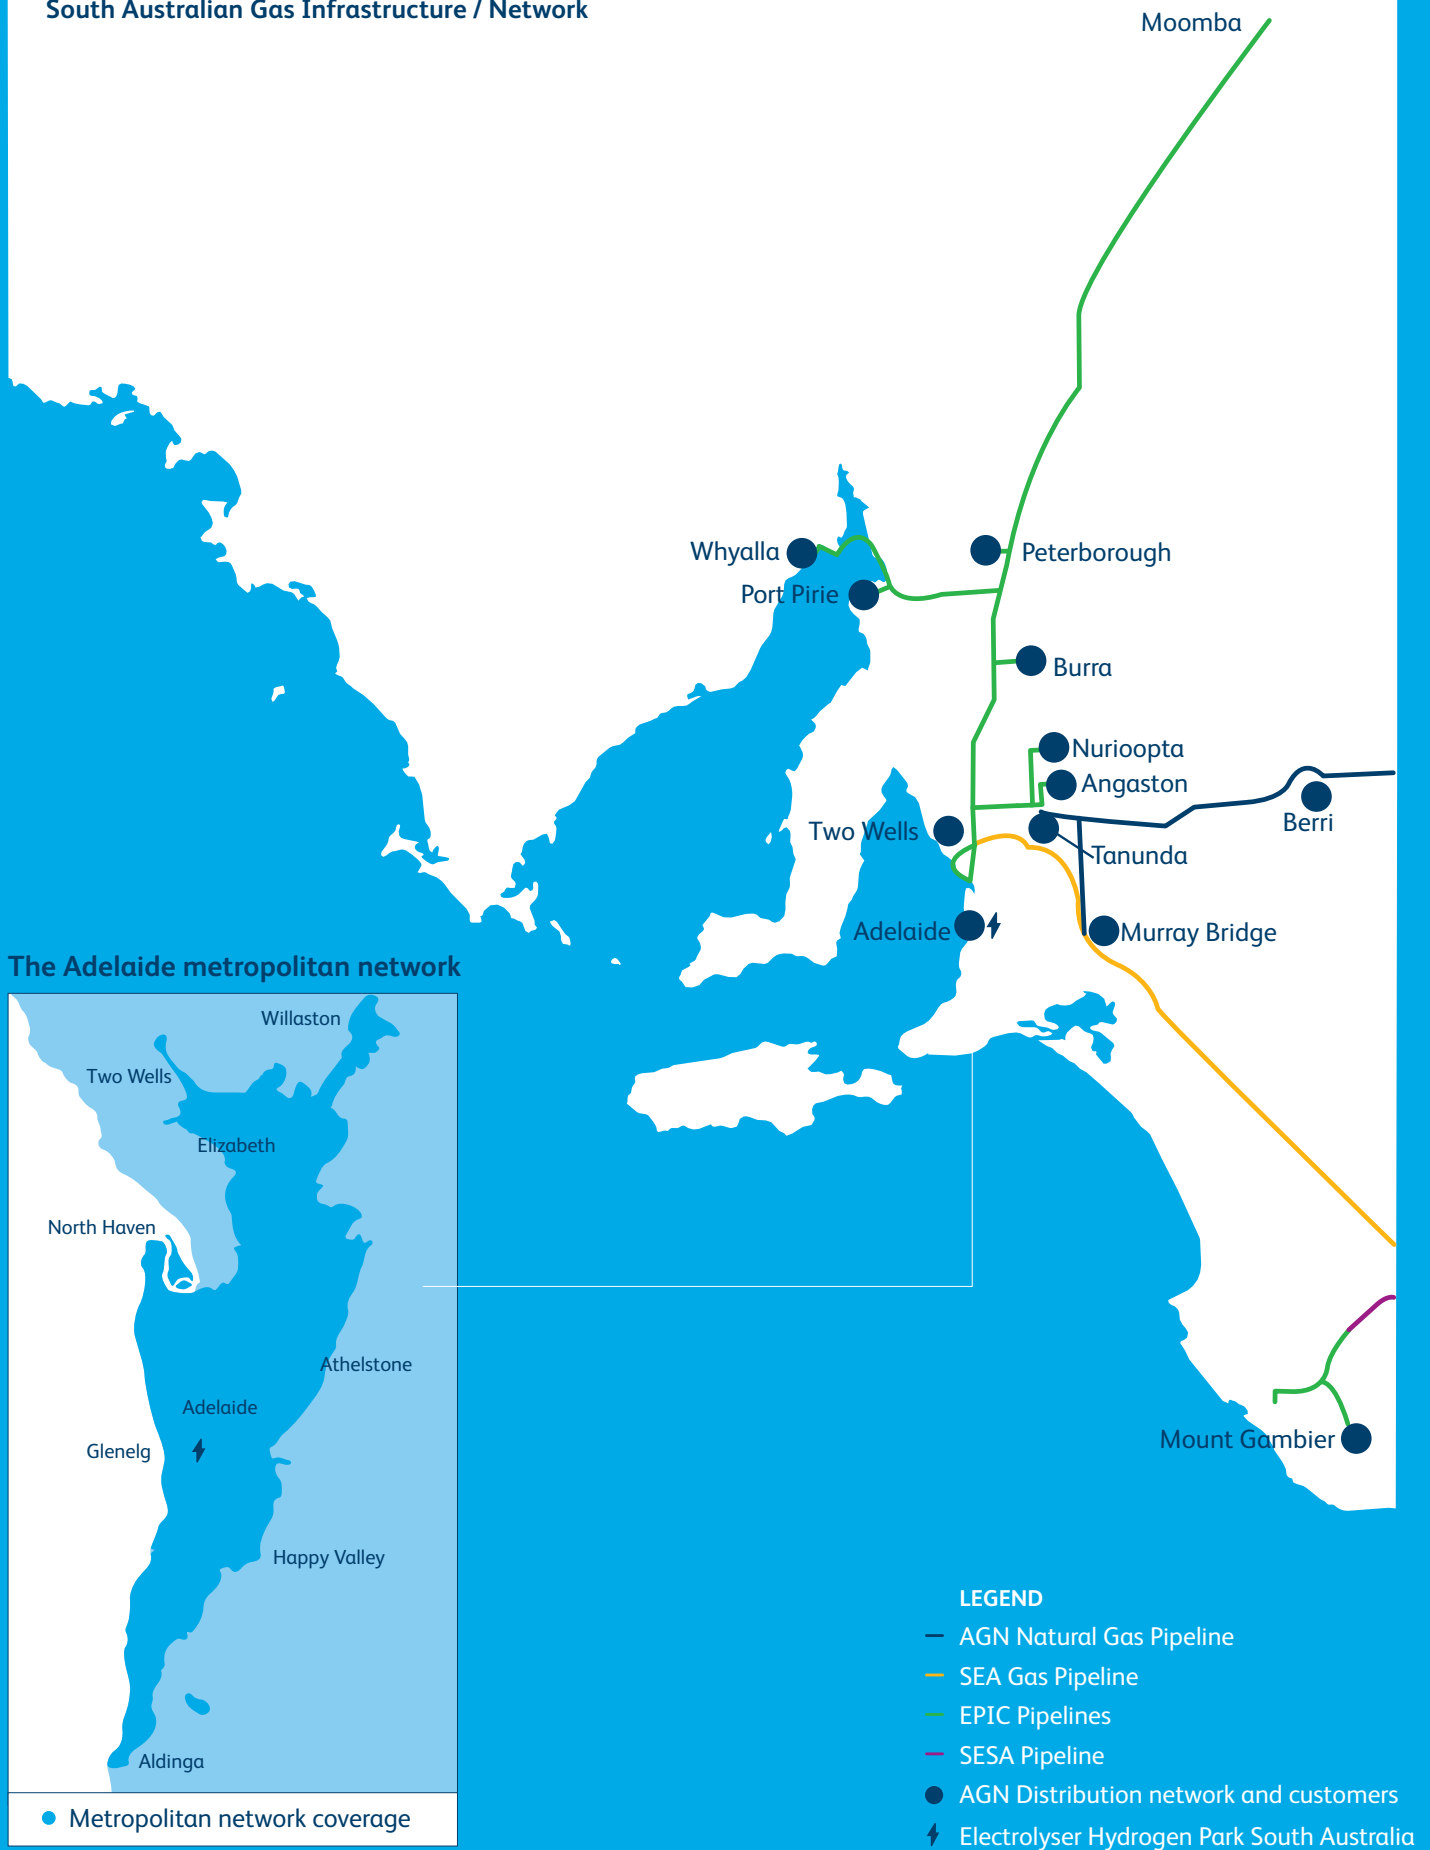 South Australian Gas Infrastructure / Network
Moomba
Whyalla
Peterborough
Port Pirie
Burra
Nurioopta
Angaston
Berri
Two Wells
Tanunda
Adelaide
Murray Bridge
Mount Gambier
The Adelaide metropolitan network
Willaston
Two Wells
Elizabeth
North Haven
Athelstone
Adelaide
Glenelg
Happy Valley
Aldinga
Metropolitan network coverage
LEGEND
AGN Natural Gas Pipeline
SEA Gas Pipeline
EPIC Pipelines
SESA Pipeline
AGN Distribution network and customers
Electrolyser Hydrogen Park South Australia